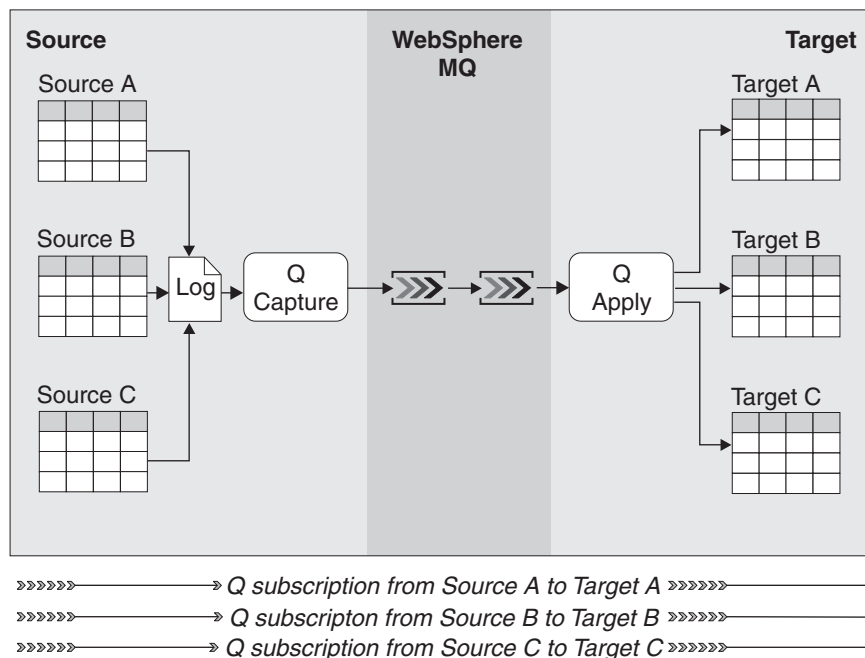 Source
WebSphere
MQ
Target
Source A
Source B
Source C
Log
Q
Capture
Q
Apply
Target A
Target B
Target C
Q subscription from Source A to Target A
Q subscripton from Source B to Target B
Q subscription from Source C to Target C